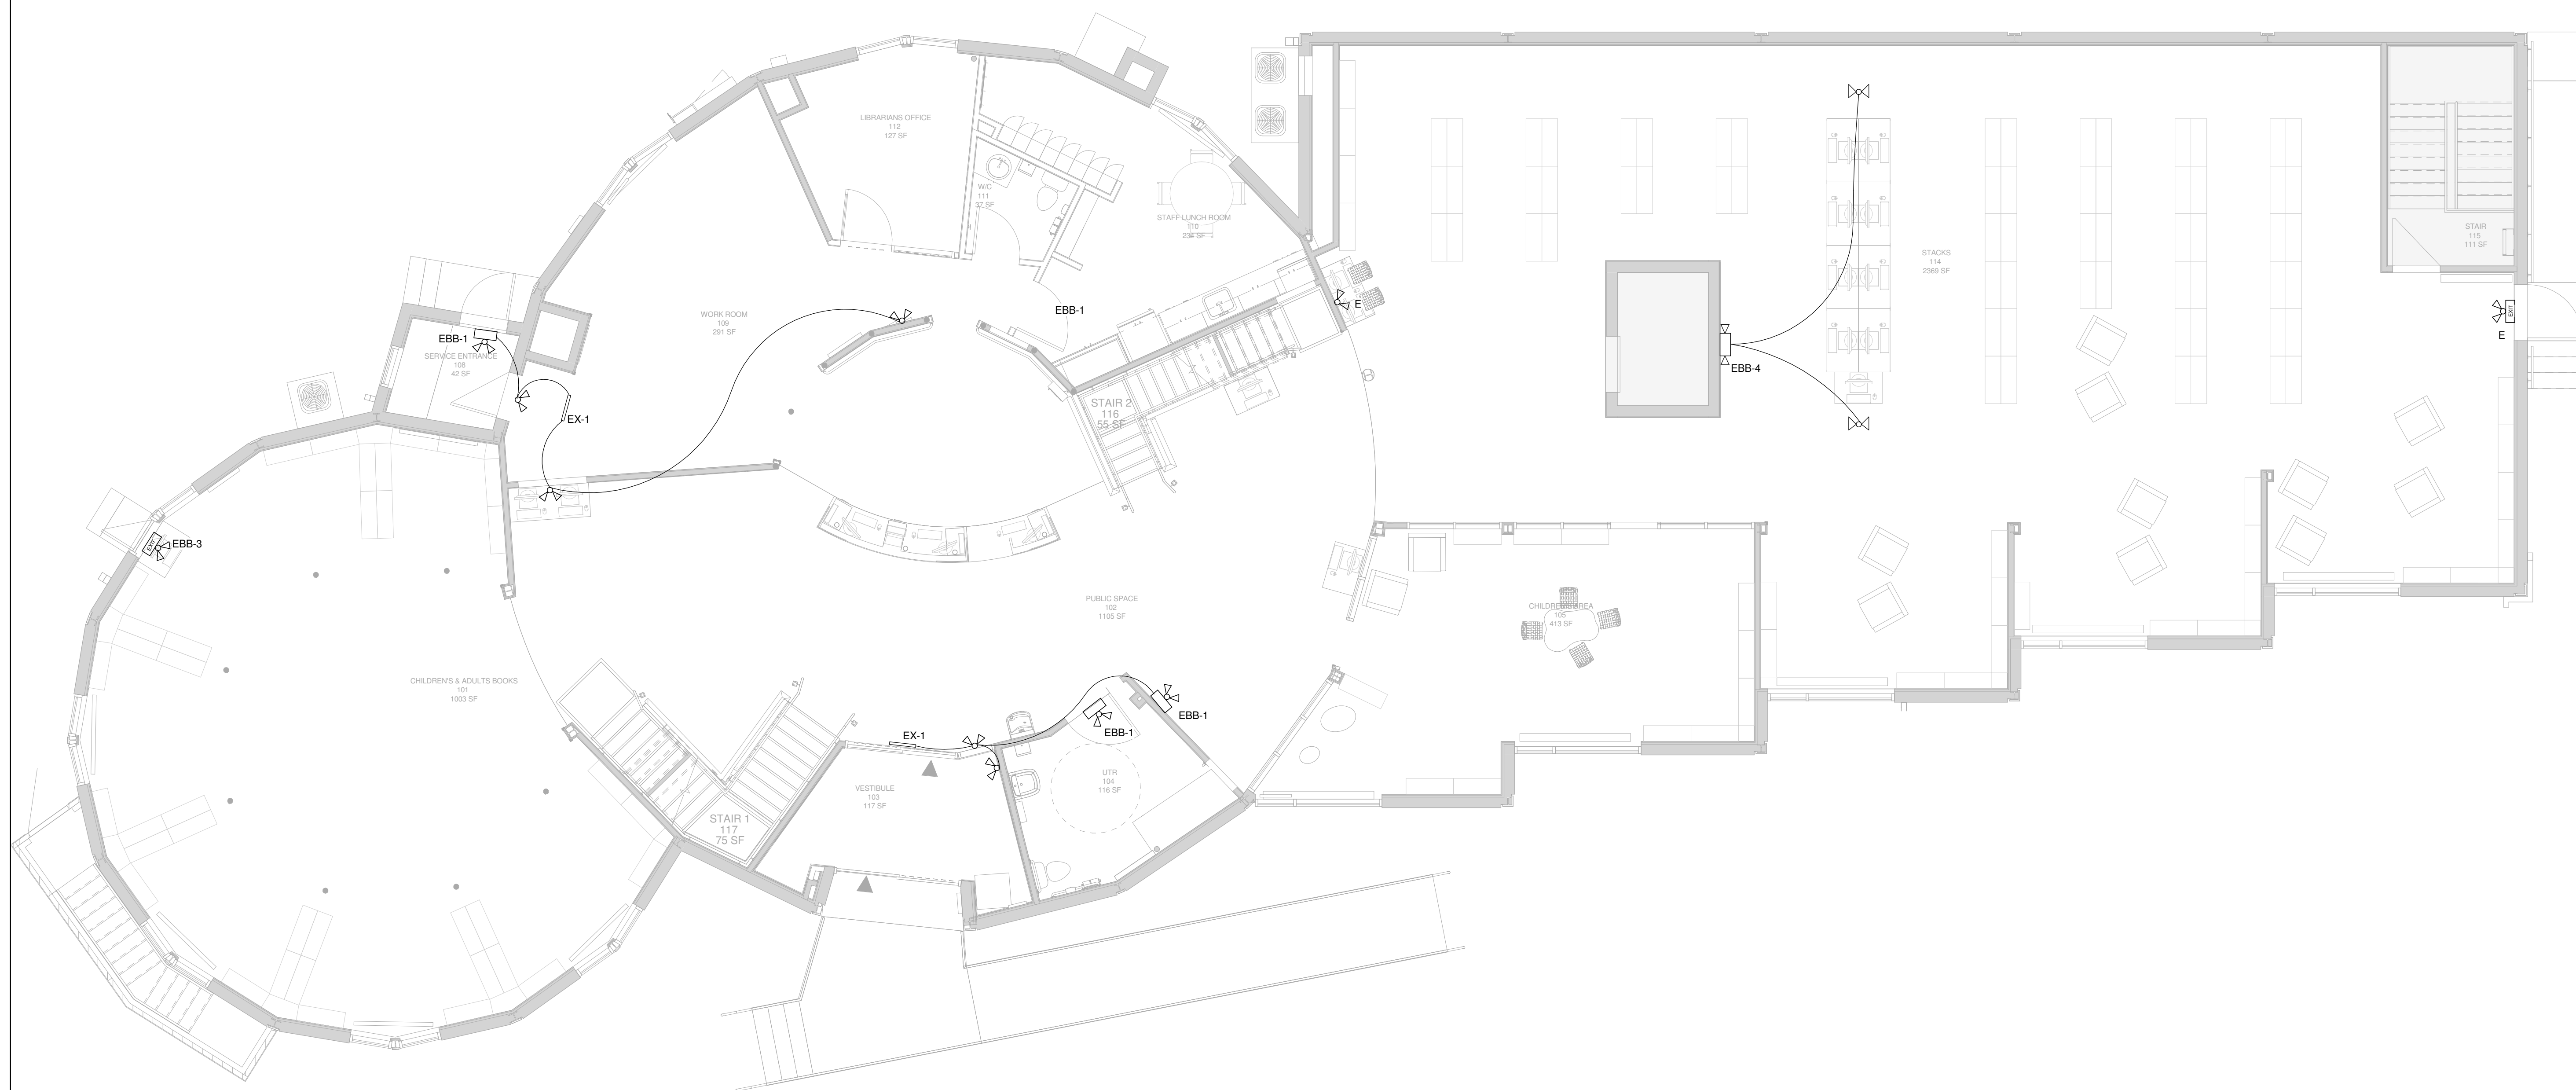 LIBRARIANS OFFICE
112
127 SF
W/C
111
37 SF
STAFF LUNCH ROOM
110
234 SF
STACKS
114
2369 SF
STAIR
115
111 SF
EXIT
E
E
EBB-1
WORK ROOM
109
291 SF
EBB-1
SERVICE ENTRANCE
108
42 SF
EBB-4
EX-1
STAIR 2
116
55 SF
EXIT
EBB-3
PUBLIC SPACE
102
1105 SF
CHILDREN'S AREA
105
413 SF
CHILDREN'S & ADULTS BOOKS
101
1003 SF
EBB-1
EBB-1
EX-1
UTR
104
116 SF
VESTIBULE
103
117 SF
STAIR 1
117
75 SF